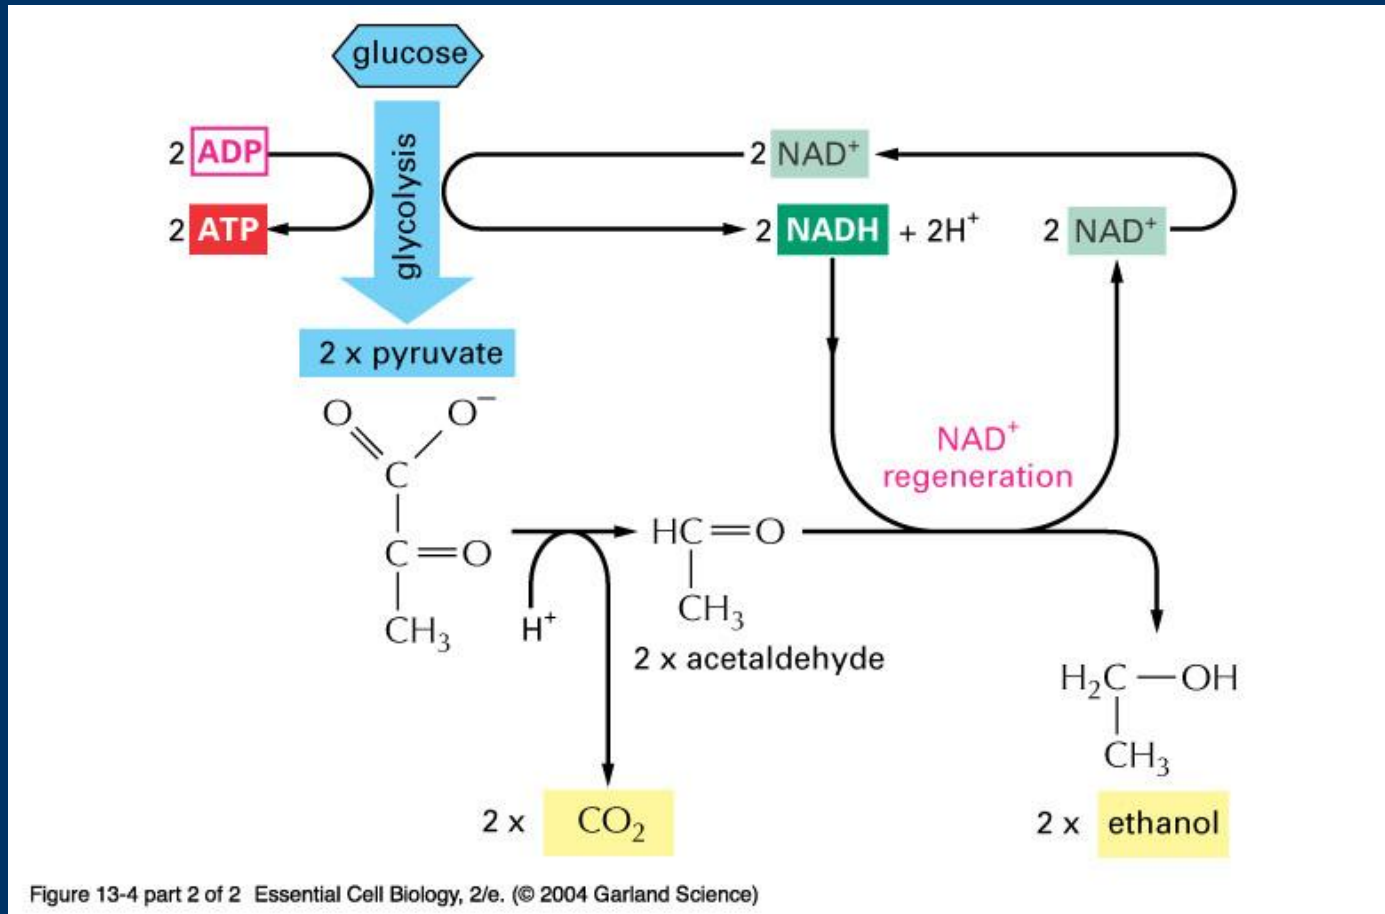 glucose
2 ADP
2 ATP
glycolysis
2 NAD⁺
2 NADH + 2H⁺
2 NAD⁺
2 x pyruvate
O
O⁻
C
C=O
CH₃
NAD⁺
regeneration
H⁺
HC=O
CH₃
2 x acetaldehyde
H₂C—OH
CH₃
2 x CO₂
2 x ethanol
Figure 13-4 part 2 of 2 Essential Cell Biology, 2/e. (© 2004 Garland Science)